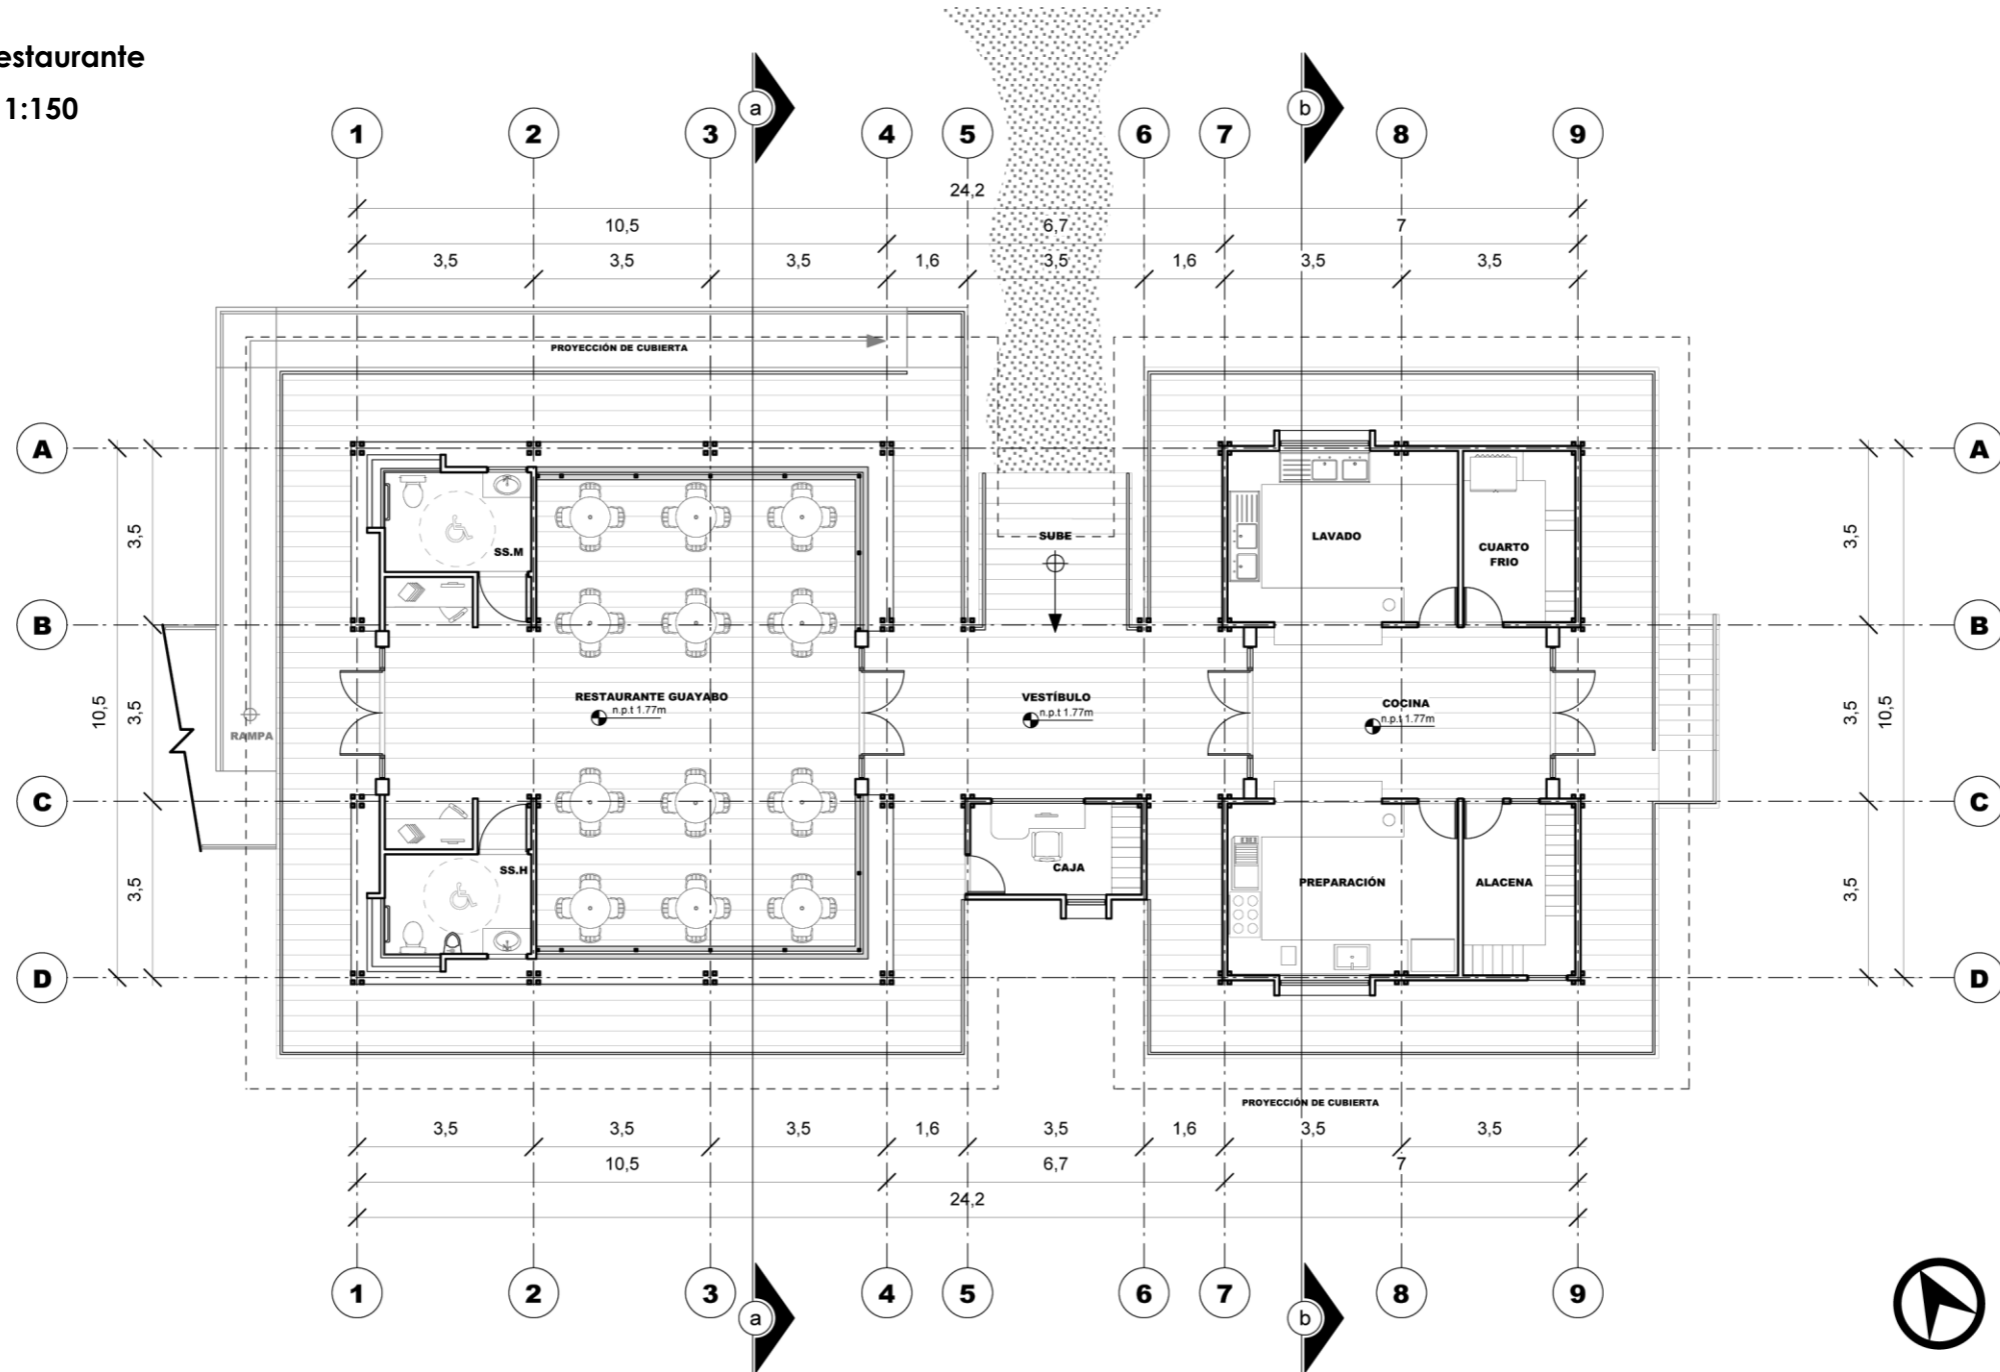 estaurante
1:150
a
b
1
2
3
4
5
6
7
8
9
24,2
10,5
6,7
7
3,5
3,5
3,5
1,6
3,5
1,6
3,5
3,5
PROYECCIÓN DE CUBIERTA
A
A
3,5
3,5
SS.M
SUBE
LAVADO
CUARTO
FRIO
B
B
RESTAURANTE GUAYABO
n.p.t 1.77m
VESTÍBULO
n.p.t 1.77m
COCINA
n.p.t 1.77m
10,5
3,5
3,5
10,5
RAMPA
C
C
SS.H
CAJA
PREPARACIÓN
ALACENA
3,5
3,5
D
D
PROYECCIÓN DE CUBIERTA
3,5
3,5
3,5
1,6
3,5
1,6
3,5
3,5
10,5
6,7
7
24,2
1
2
3
4
5
6
7
8
9
a
b